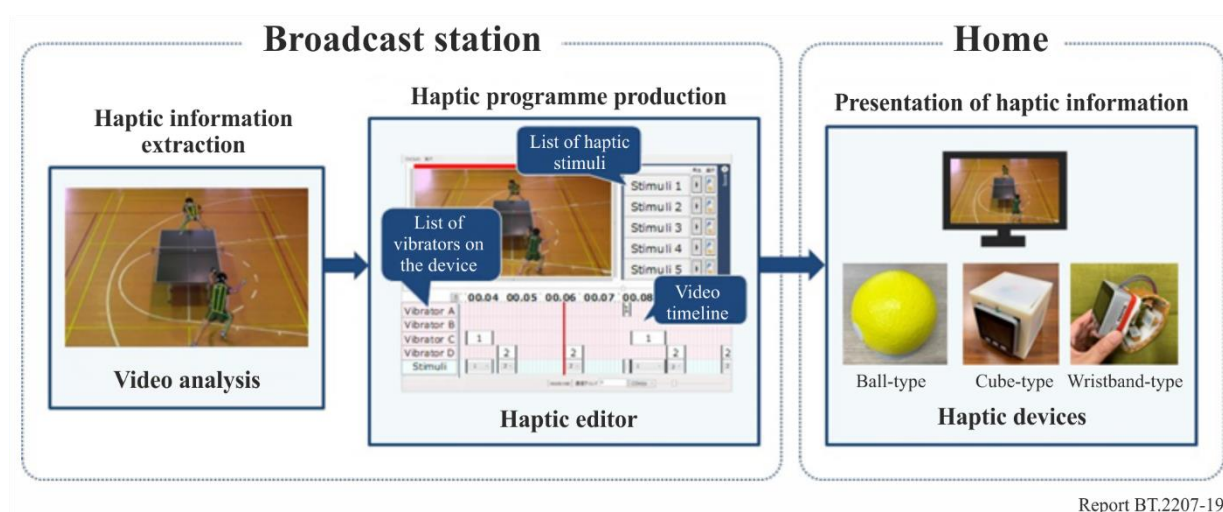 Broadcast station
Home
Haptic information
extraction
Video analysis
Haptic programme production
List of haptic
stimuli
Stimuli 1
Stimuli 2
Stimuli 3
Stimuli 4
Stimuli 5
List of
vibrators on
the device
Video
timeline
00.04 00.05 00.06 00.07 00.08
Vibrator A
Vibrator B
Vibrator C 1 1
Vibrator D 2 2 2 2
Stimuli
Haptic editor
Presentation of haptic information
Ball-type
Cube-type
Wristband-type
Haptic devices
Report BT.2207-19